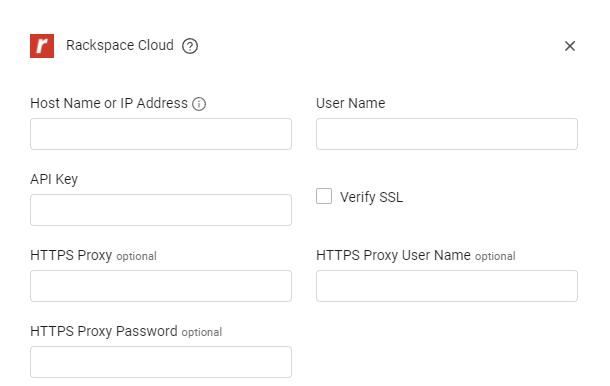 Rackspace Cloud
Host Name or IP Address
User Name
API Key
Verify SSL
HTTPS Proxy optional
HTTPS Proxy User Name optional
HTTPS Proxy Password optional